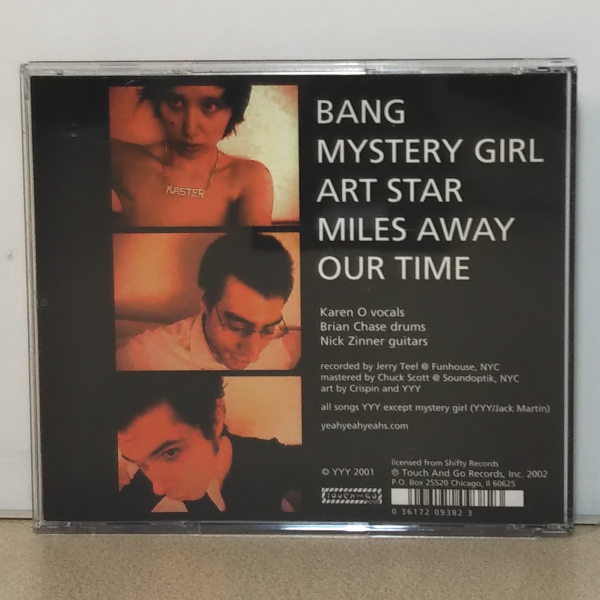 MASTER
BANG
MYSTERY GIRL
ART STAR
MILES AWAY
OUR TIME
Karen O vocals
Brian Chase drums
Nick Zinner guitars
recorded by Jerry Teel @ Funhouse, NYC
mastered by Chuck Scott @ Soundoptik, NYC
art by Crispin and YYY
all songs YYY except mystery girl (YYY/Jack Martin)
yeahyeahyeahs.com
© YYY 2001
licensed from Shifty Records
℗ Touch And Go Records, Inc. 2002
P.O. Box 25520 Chicago, Il 60625
TOUCH AND GO
0 36172 09382 3